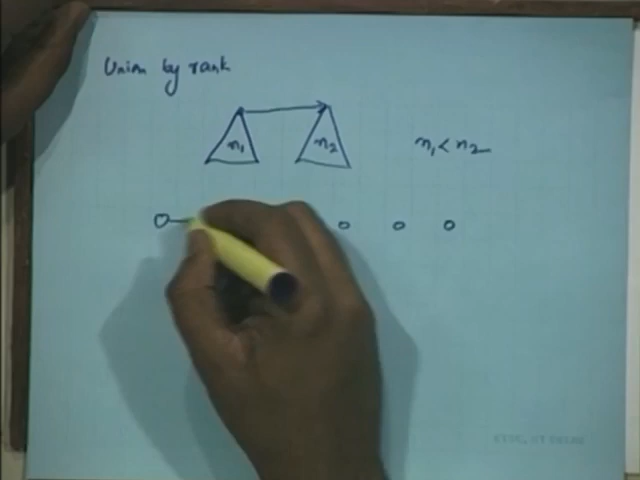 Union by rank
n₁ n₂ n₁ < n₂